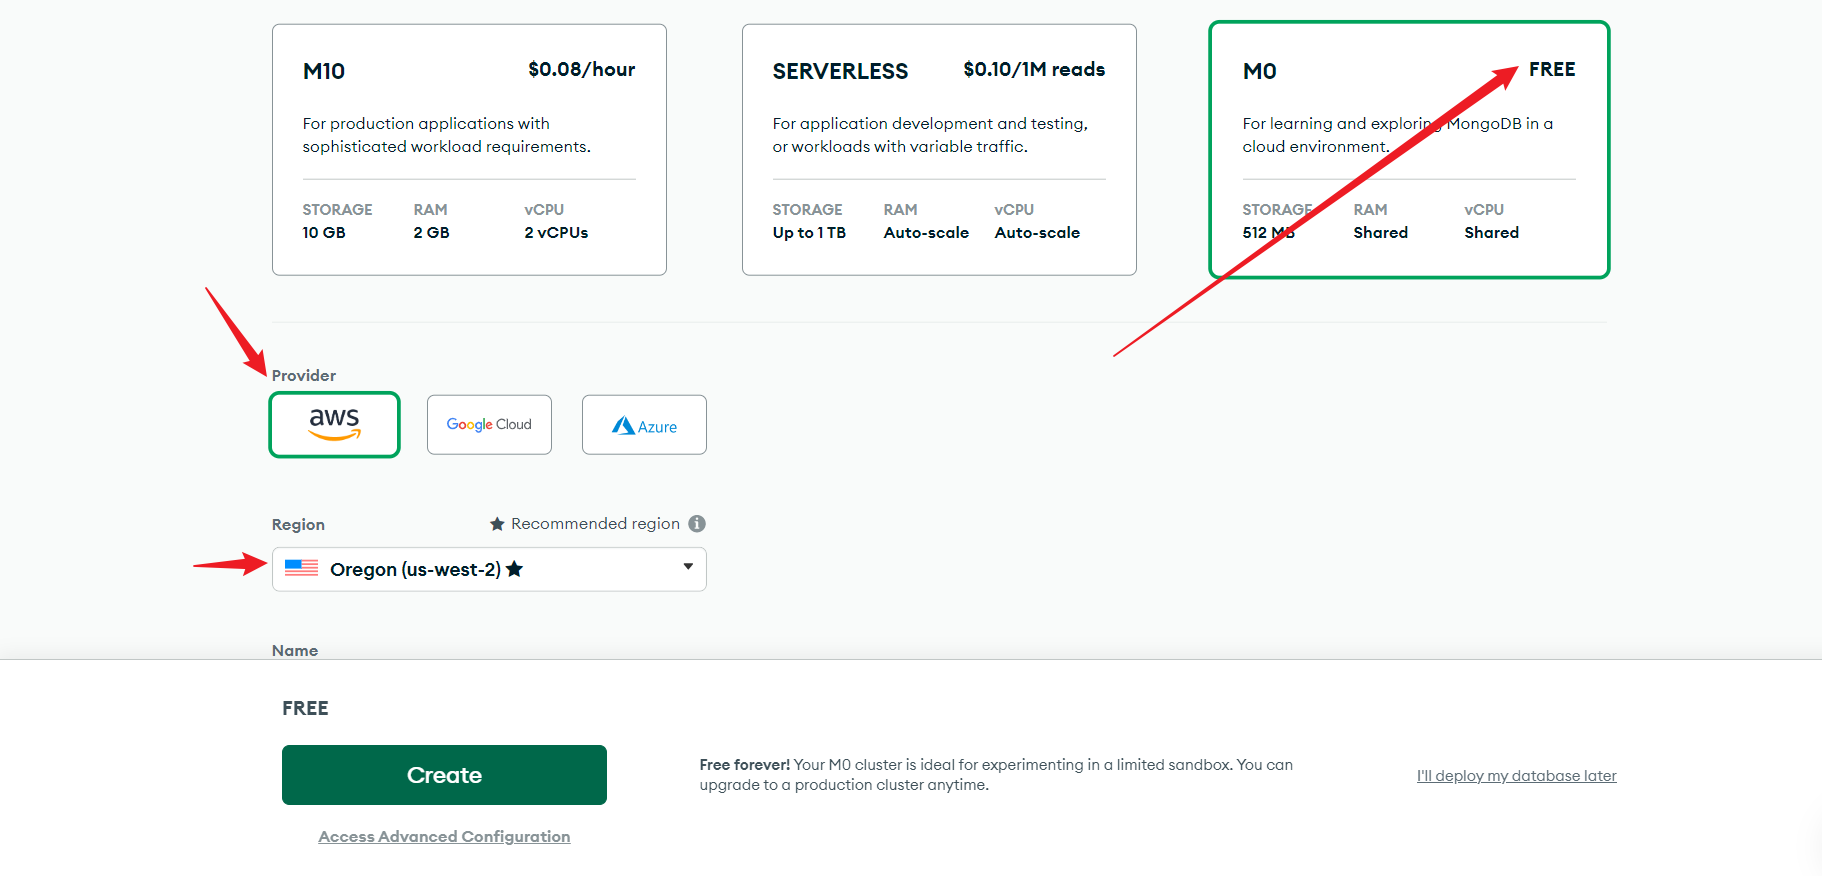 M10 $0.08/hour
For production applications with
sophisticated workload requirements.
STORAGE RAM vCPU
10 GB 2 GB 2 vCPUs
SERVERLESS $0.10/1M reads
For application development and testing,
or workloads with variable traffic.
STORAGE RAM vCPU
Up to 1 TB Auto-scale Auto-scale
M0 FREE
For learning and exploring MongoDB in a
cloud environment.
STORAGE RAM vCPU
512 MB Shared Shared
Provider
aws Google Cloud Azure
Region ★ Recommended region
Oregon (us-west-2) ★
Name
FREE
Create
Access Advanced Configuration
Free forever! Your M0 cluster is ideal for experimenting in a limited sandbox. You can
upgrade to a production cluster anytime.
I'll deploy my database later